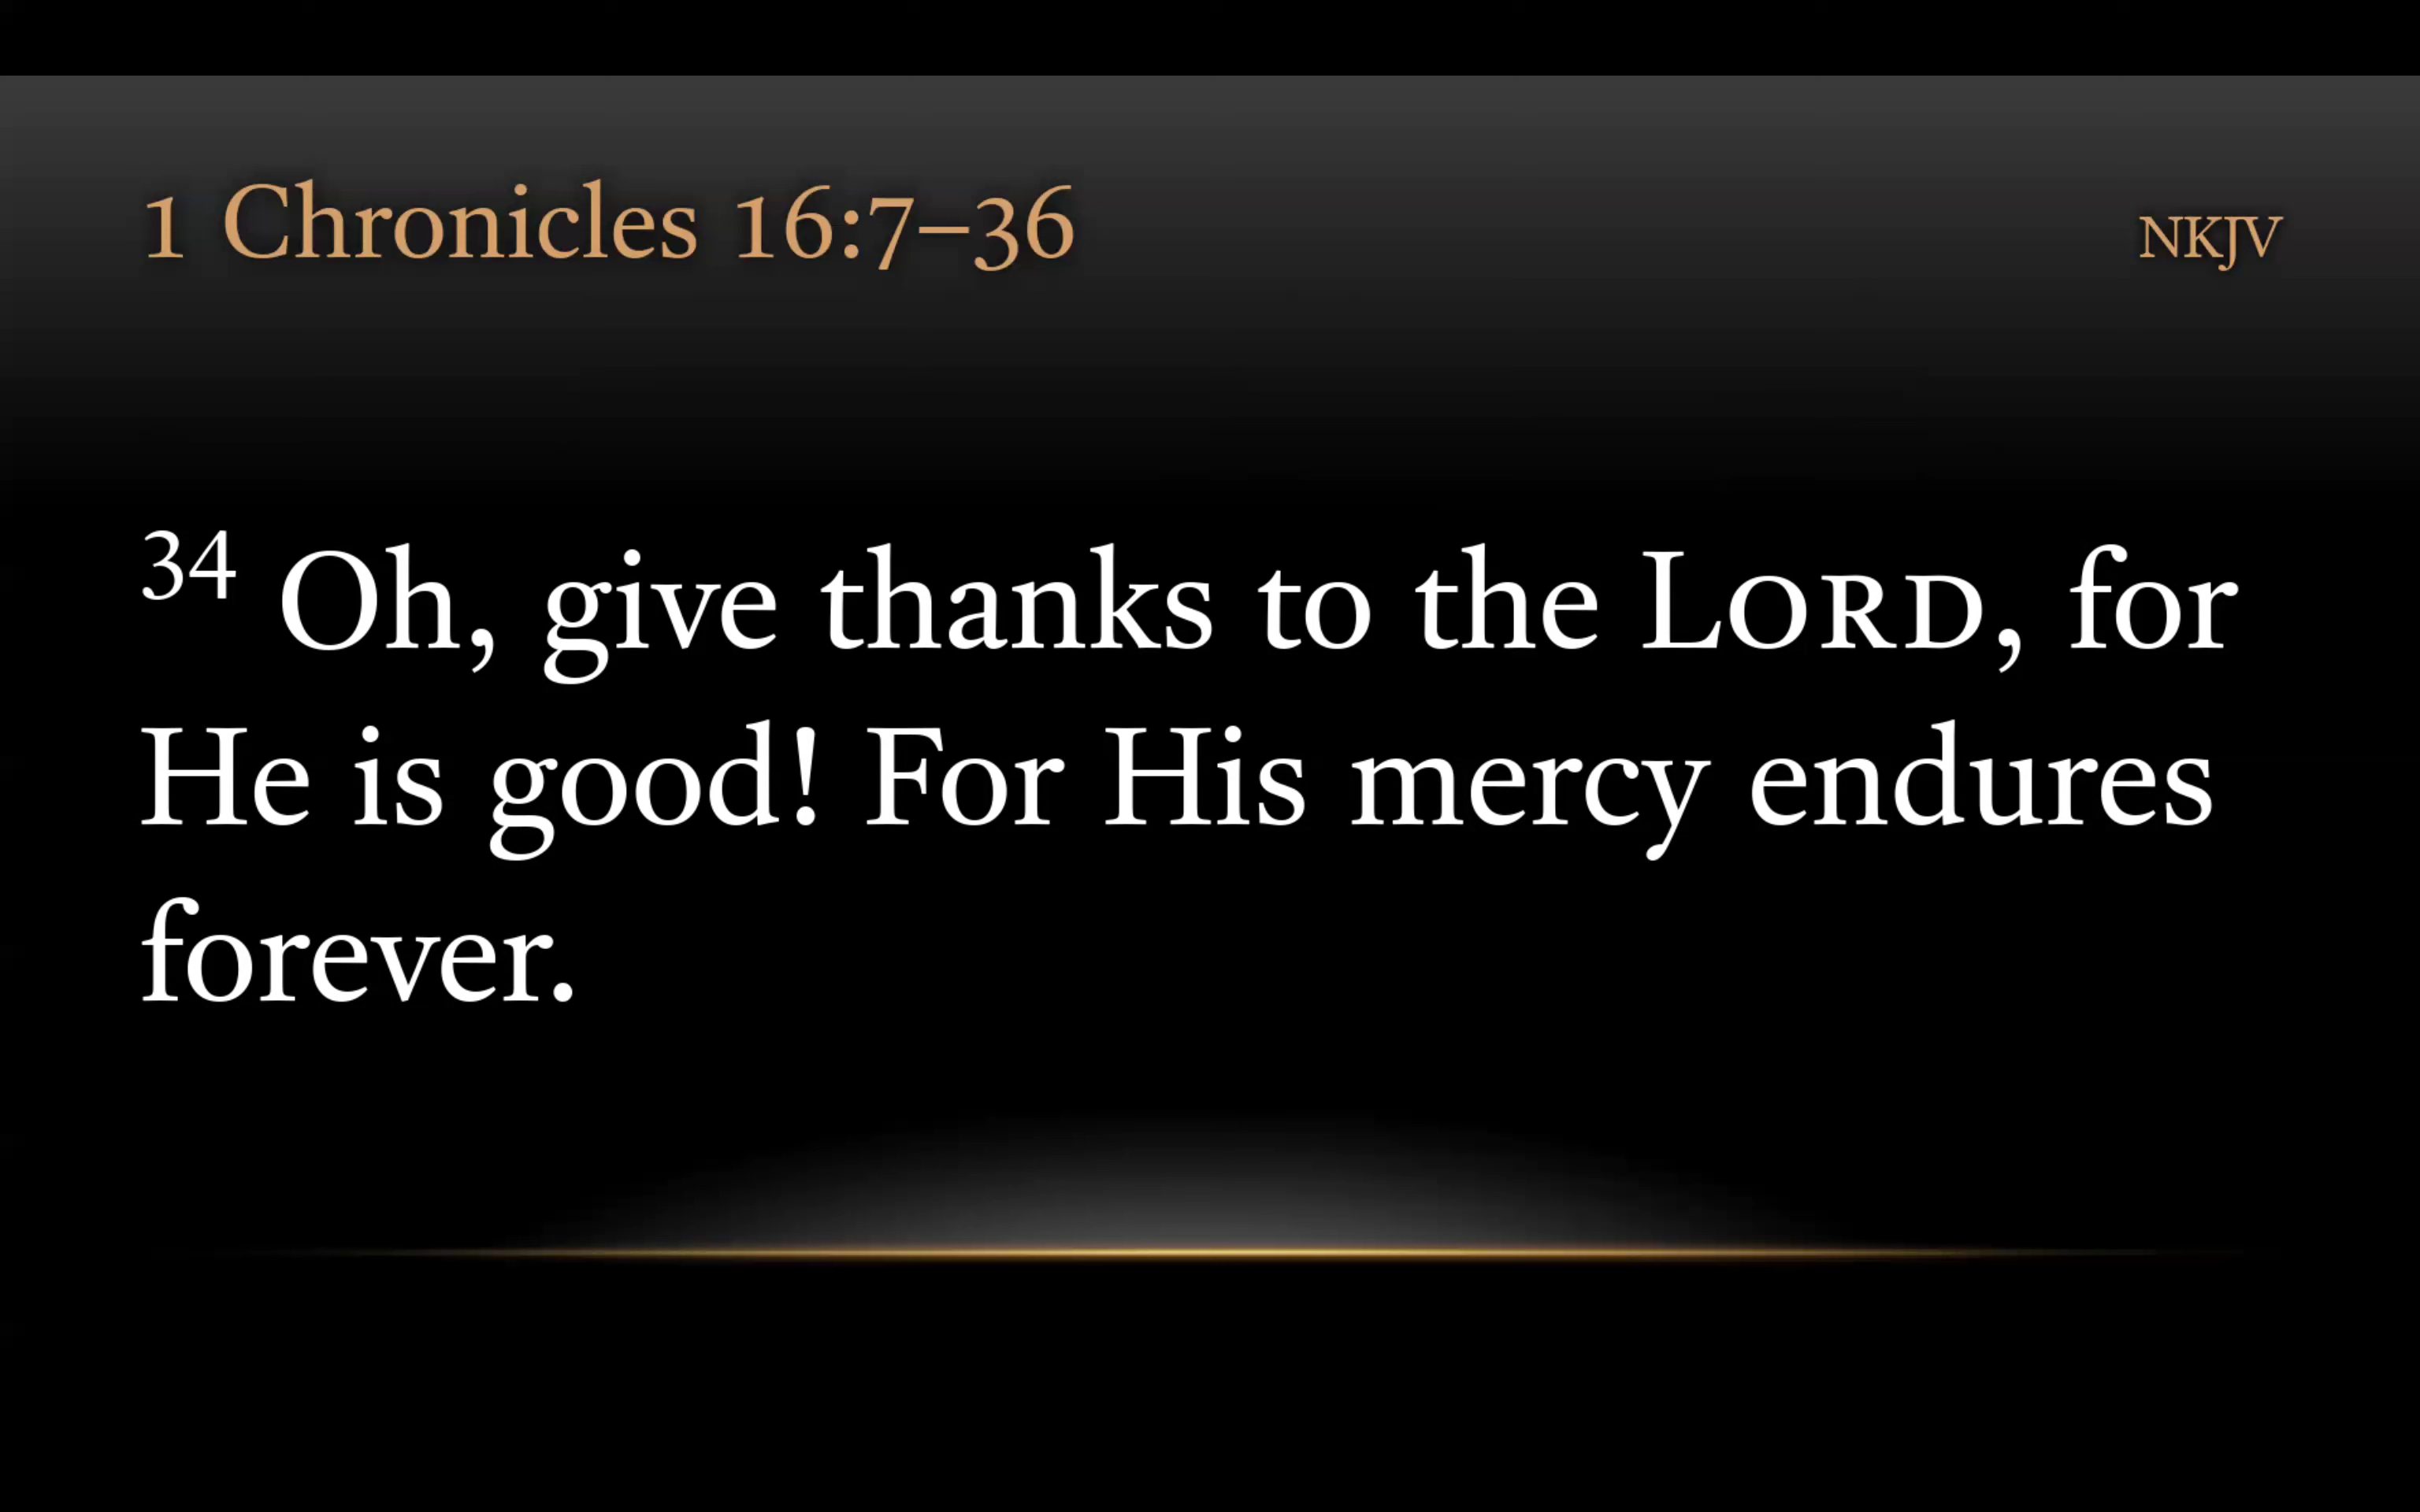 1 Chronicles 16:7–36
NKJV
34 Oh, give thanks to the LORD, for
He is good! For His mercy endures
forever.